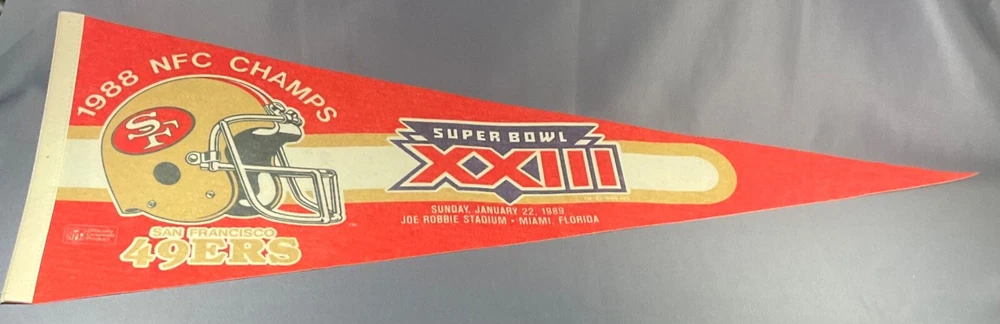 1988 NFC CHAMPS
SF
SUPER BOWL
XXIII
SUNDAY, JANUARY 22, 1989
JOE ROBBIE STADIUM • MIAMI, FLORIDA
SAN FRANCISCO
49ERS